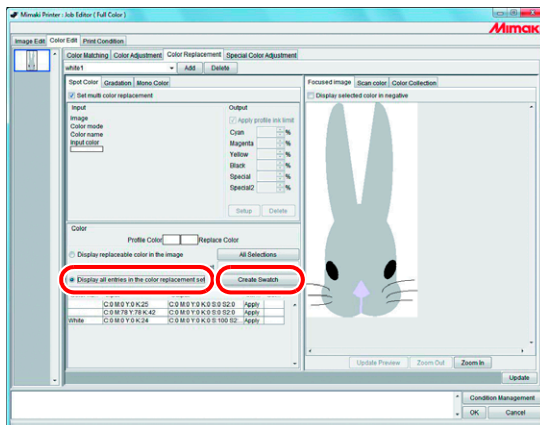 Mimaki Printer : Job Editor ( Full Color )
Mimaki
Image Edit Color Edit Print Condition
Color Matching Color Adjustment Color Replacement Special Color Adjustment
white1 Add Delete
Spot Color Gradation Mono Color
Focused image Scan color Color Collection
Set multi color replacement
Display selected color in negative
Input Output
Image
Apply profile ink limit
Color mode
Color name
Cyan %
Input color
Magenta %
Yellow %
Black %
Special %
Special2 %
Setup Delete
Color
Profile Color Replace Color
Display replaceable color in the image All Selections
Display all entries in the color replacement set Create Swatch
C:0 M:0 Y:0 K:25 C:0 M:0 Y:0 K:0 S:0 S2:0 Apply
C:0 M:78 Y:78 K:42 C:0 M:0 Y:0 K:0 S:0 S2:0 Apply
White C:0 M:0 Y:0 K:24 C:0 M:0 Y:0 K:0 S:100 S2... Apply
Update Preview Zoom Out Zoom In
Update
Condition Management
OK Cancel